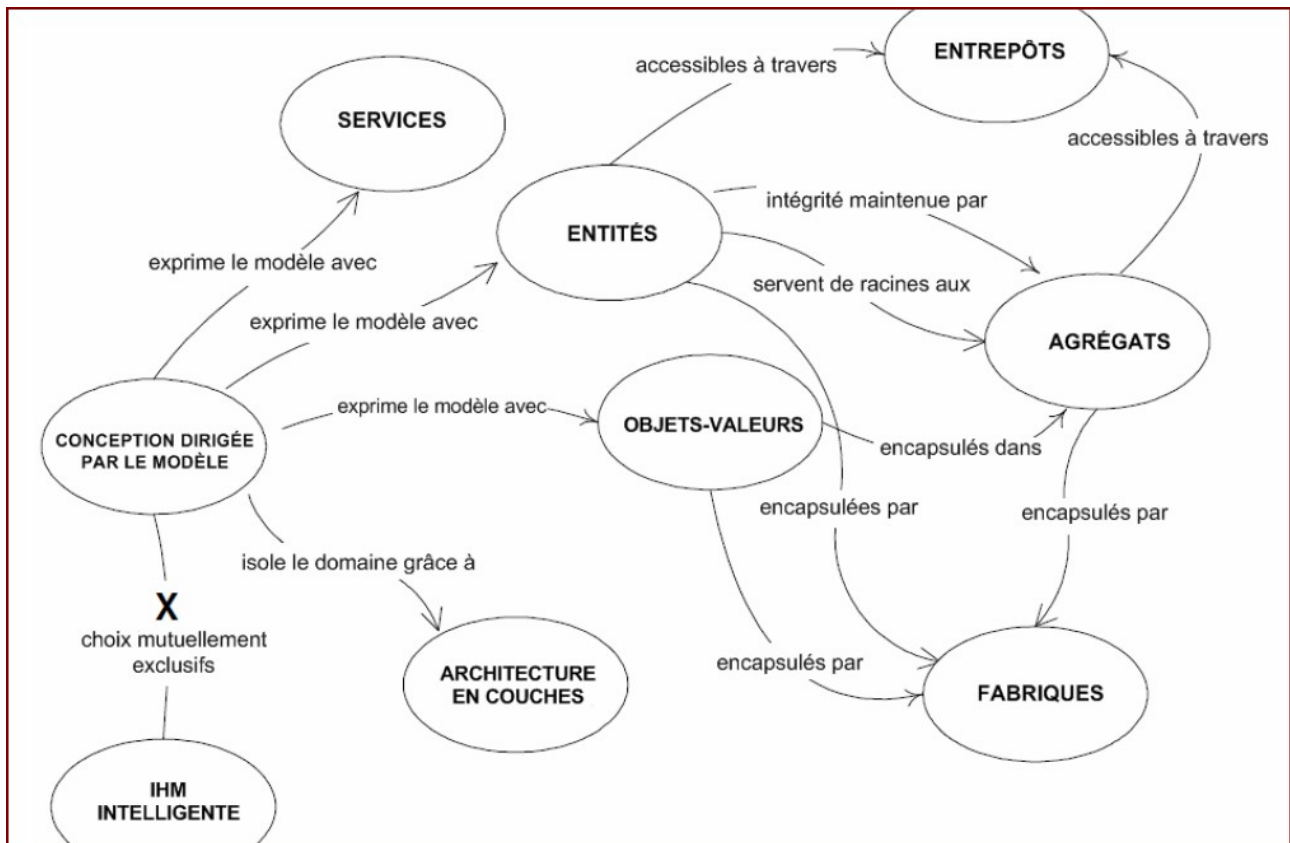 ENTREPÔTS
accessibles à travers
SERVICES
accessibles à travers
intégrité maintenue par
ENTITÉS
exprime le modèle avec
servent de racines aux
exprime le modèle avec
AGRÉGATS
exprime le modèle avec
OBJETS-VALEURS
CONCEPTION DIRIGÉE
PAR LE MODÈLE
encapsulés dans
encapsulées par
encapsulés par
isole le domaine grâce à
X
choix mutuellement
exclusifs
ARCHITECTURE
EN COUCHES
encapsulés par
FABRIQUES
IHM
INTELLIGENTE